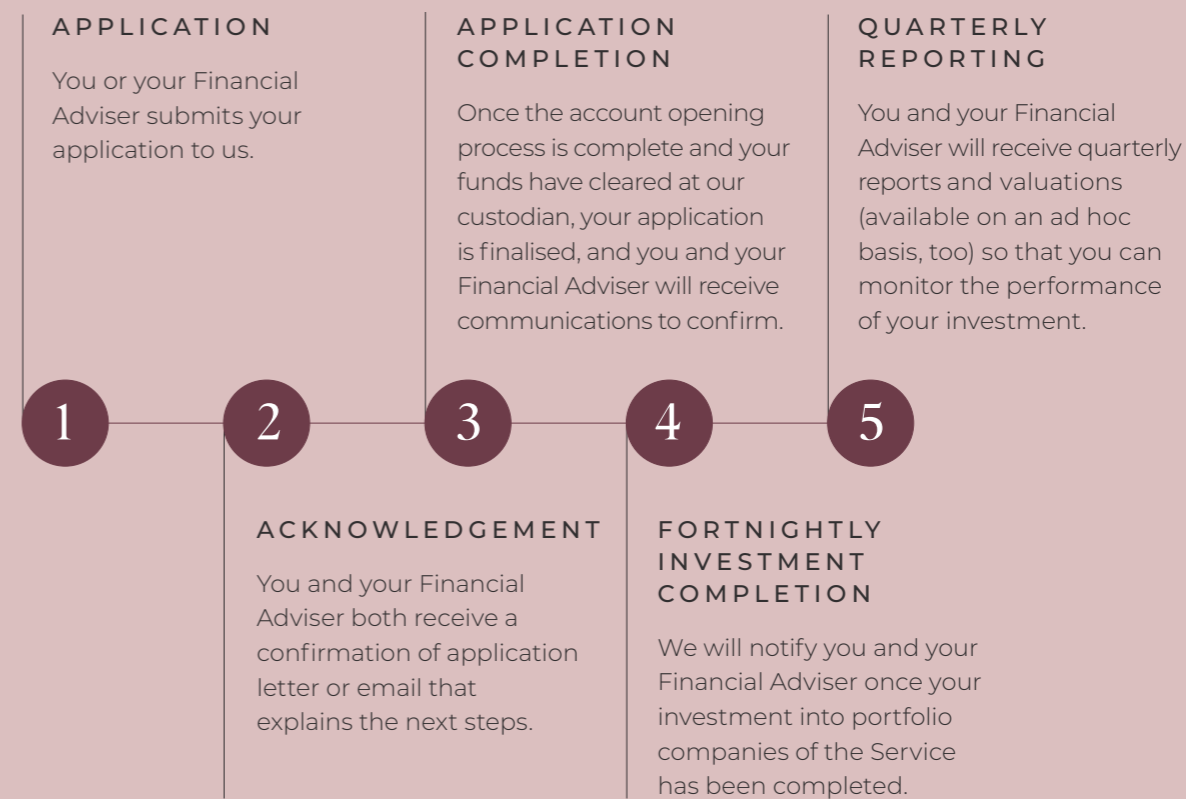 APPLICATION
You or your Financial
Adviser submits your
application to us.
APPLICATION
COMPLETION
Once the account opening
process is complete and your
funds have cleared at our
custodian, your application
is finalised, and you and your
Financial Adviser will receive
communications to confirm.
QUARTERLY
REPORTING
You and your Financial
Adviser will receive quarterly
reports and valuations
(available on an ad hoc
basis, too) so that you can
monitor the performance
of your investment.
1
2
3
4
5
ACKNOWLEDGEMENT
You and your Financial
Adviser both receive a
confirmation of application
letter or email that
explains the next steps.
FORTNIGHTLY
INVESTMENT
COMPLETION
We will notify you and your
Financial Adviser once your
investment into portfolio
companies of the Service
has been completed.